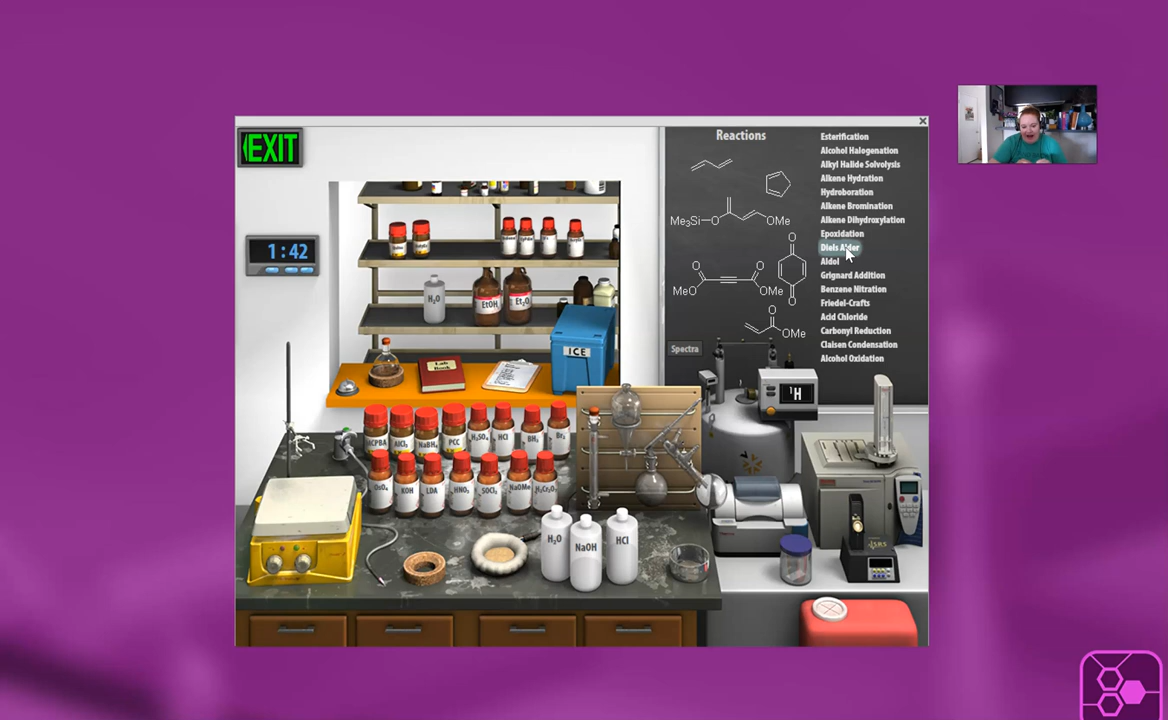 EXIT
1:42
Reactions
Me₃Si
O
OMe
O
O
MeO
O
OMe
O
O
OMe
Spectra
Esterification
Alcohol Halogenation
Alkyl Halide Solvolysis
Alkene Hydration
Hydroboration
Alkene Bromination
Alkene Dihydroxylation
Epoxidation
Diels Alder
Aldol
Grignard Addition
Benzene Nitration
Friedel-Crafts
Acid Chloride
Carbonyl Reduction
Claisen Condensation
Alcohol Oxidation
H₂O
EtOH
Et₂O
ICE
Lab
Book
¹H
AlCl₃
NaBH₄
PCC
H₂SO₄
HCl
BH₃
Br₂
OsO₄
KOH
LDA
HNO₃
SOCl₂
NaOMe
H₂O
NaOH
HCl
SRS